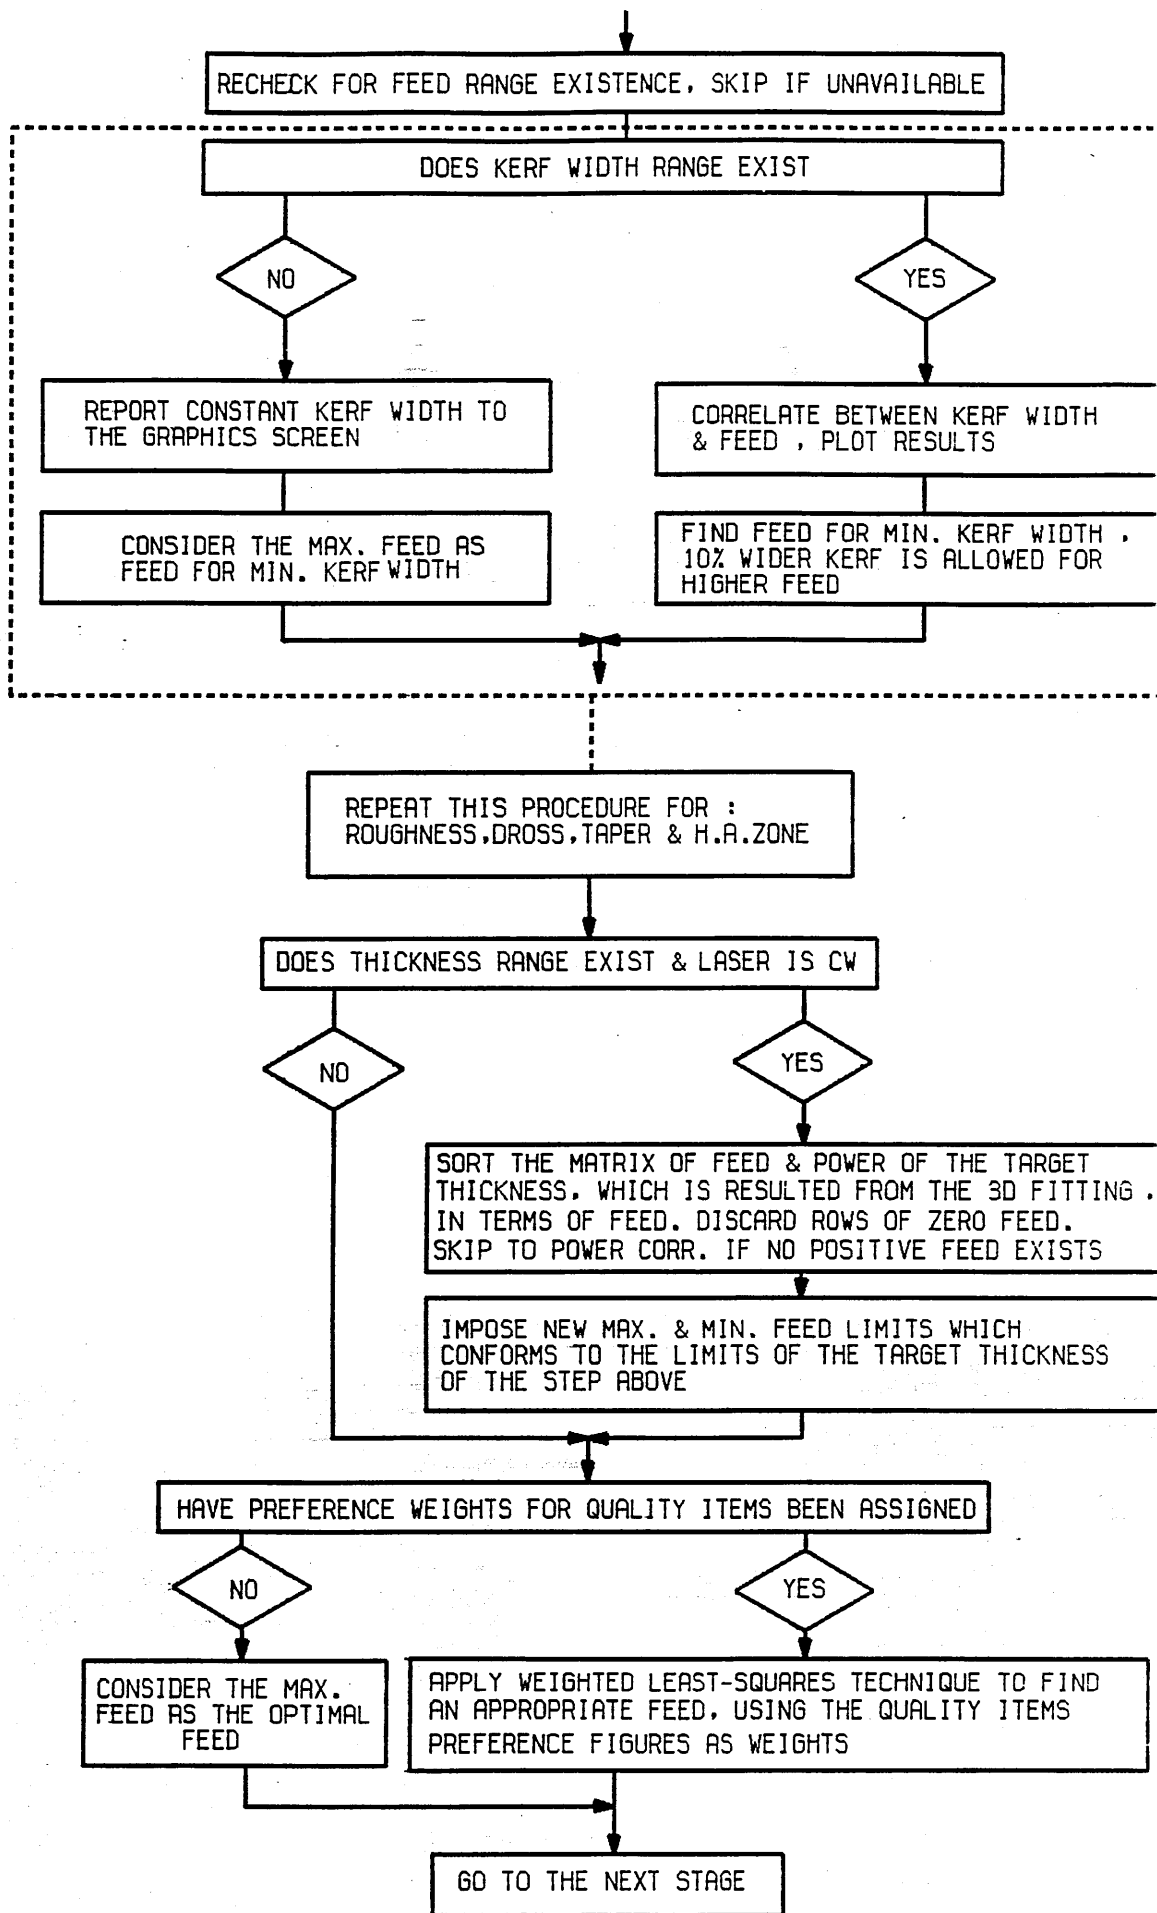 RECHECK FOR FEED RANGE EXISTENCE, SKIP IF UNAVAILABLE
DOES KERF WIDTH RANGE EXIST
NO
YES
REPORT CONSTANT KERF WIDTH TO
THE GRAPHICS SCREEN
CORRELATE BETWEEN KERF WIDTH
& FEED , PLOT RESULTS
CONSIDER THE MAX. FEED AS
FEED FOR MIN. KERF WIDTH
FIND FEED FOR MIN. KERF WIDTH ,
10% WIDER KERF IS ALLOWED FOR
HIGHER FEED
REPEAT THIS PROCEDURE FOR :
ROUGHNESS,DROSS,TAPER & H.A.ZONE
DOES THICKNESS RANGE EXIST & LASER IS CW
NO
YES
SORT THE MATRIX OF FEED & POWER OF THE TARGET
THICKNESS, WHICH IS RESULTED FROM THE 3D FITTING ,
IN TERMS OF FEED. DISCARD ROWS OF ZERO FEED.
SKIP TO POWER CORR. IF NO POSITIVE FEED EXISTS
IMPOSE NEW MAX. & MIN. FEED LIMITS WHICH
CONFORMS TO THE LIMITS OF THE TARGET THICKNESS
OF THE STEP ABOVE
HAVE PREFERENCE WEIGHTS FOR QUALITY ITEMS BEEN ASSIGNED
NO
YES
CONSIDER THE MAX.
FEED AS THE OPTIMAL
FEED
APPLY WEIGHTED LEAST-SQUARES TECHNIQUE TO FIND
AN APPROPRIATE FEED, USING THE QUALITY ITEMS
PREFERENCE FIGURES AS WEIGHTS
GO TO THE NEXT STAGE